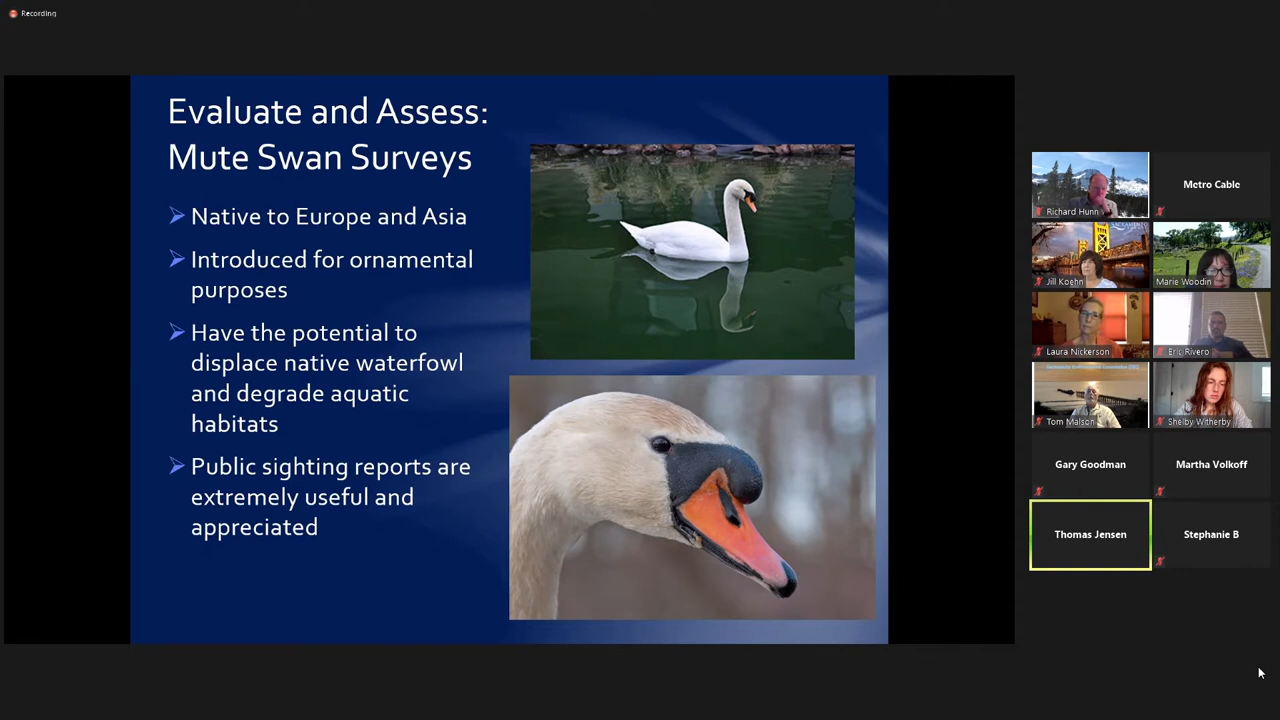 Recording
Evaluate and Assess:
Mute Swan Surveys
Native to Europe and Asia
Introduced for ornamental
purposes
Have the potential to
displace native waterfowl
and degrade aquatic
habitats
Public sighting reports are
extremely useful and
appreciated
Richard Hunn
Metro Cable
Jill Koehn
Marie Woodin
Laura Nickerson
Eric Rivero
Tom Malson
Shelby Witherby
Gary Goodman
Martha Volkoff
Thomas Jensen
Stephanie B